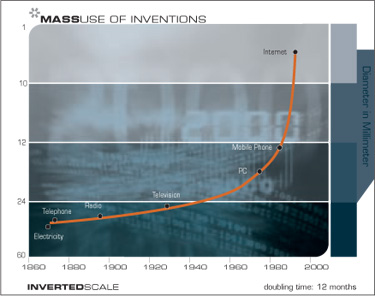 MASSUSE OF INVENTIONS
1
Internet
10
12
Mobile Phone
PC
24
Television
Radio
Telephone
Electricity
60
1860 1880 1900 1920 1940 1960 1980 2000
Diameter in Millimeter
INVERTEDSCALE
doubling time: 12 months